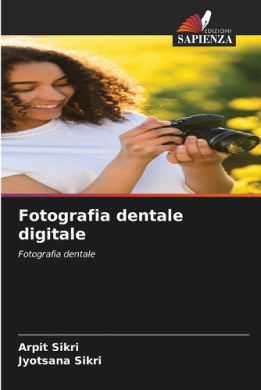 EDIZIONI
SAPIENZA
Fotografia dentale
digitale
Fotografia dentale
Arpit Sikri
Jyotsana Sikri